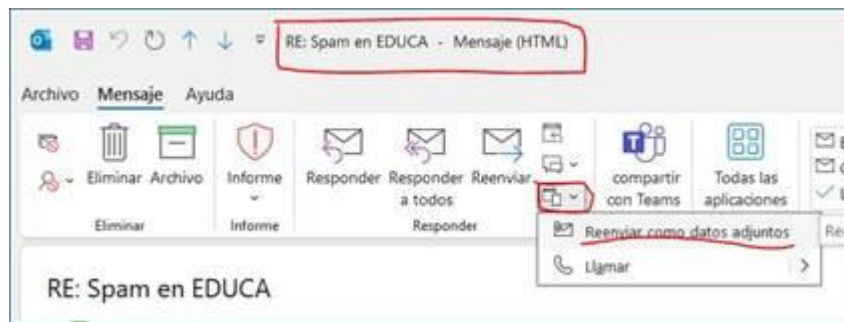 RE: Spam en EDUCA - Mensaje (HTML)
Archivo Mensaje Ayuda
Eliminar Archivo
Informe
Responder Responder a todos Reenviar
compartir con Teams
Todas las aplicaciones
Eliminar
Informe
Responder
Reenviar como datos adjuntos
Llamar
RE: Spam en EDUCA